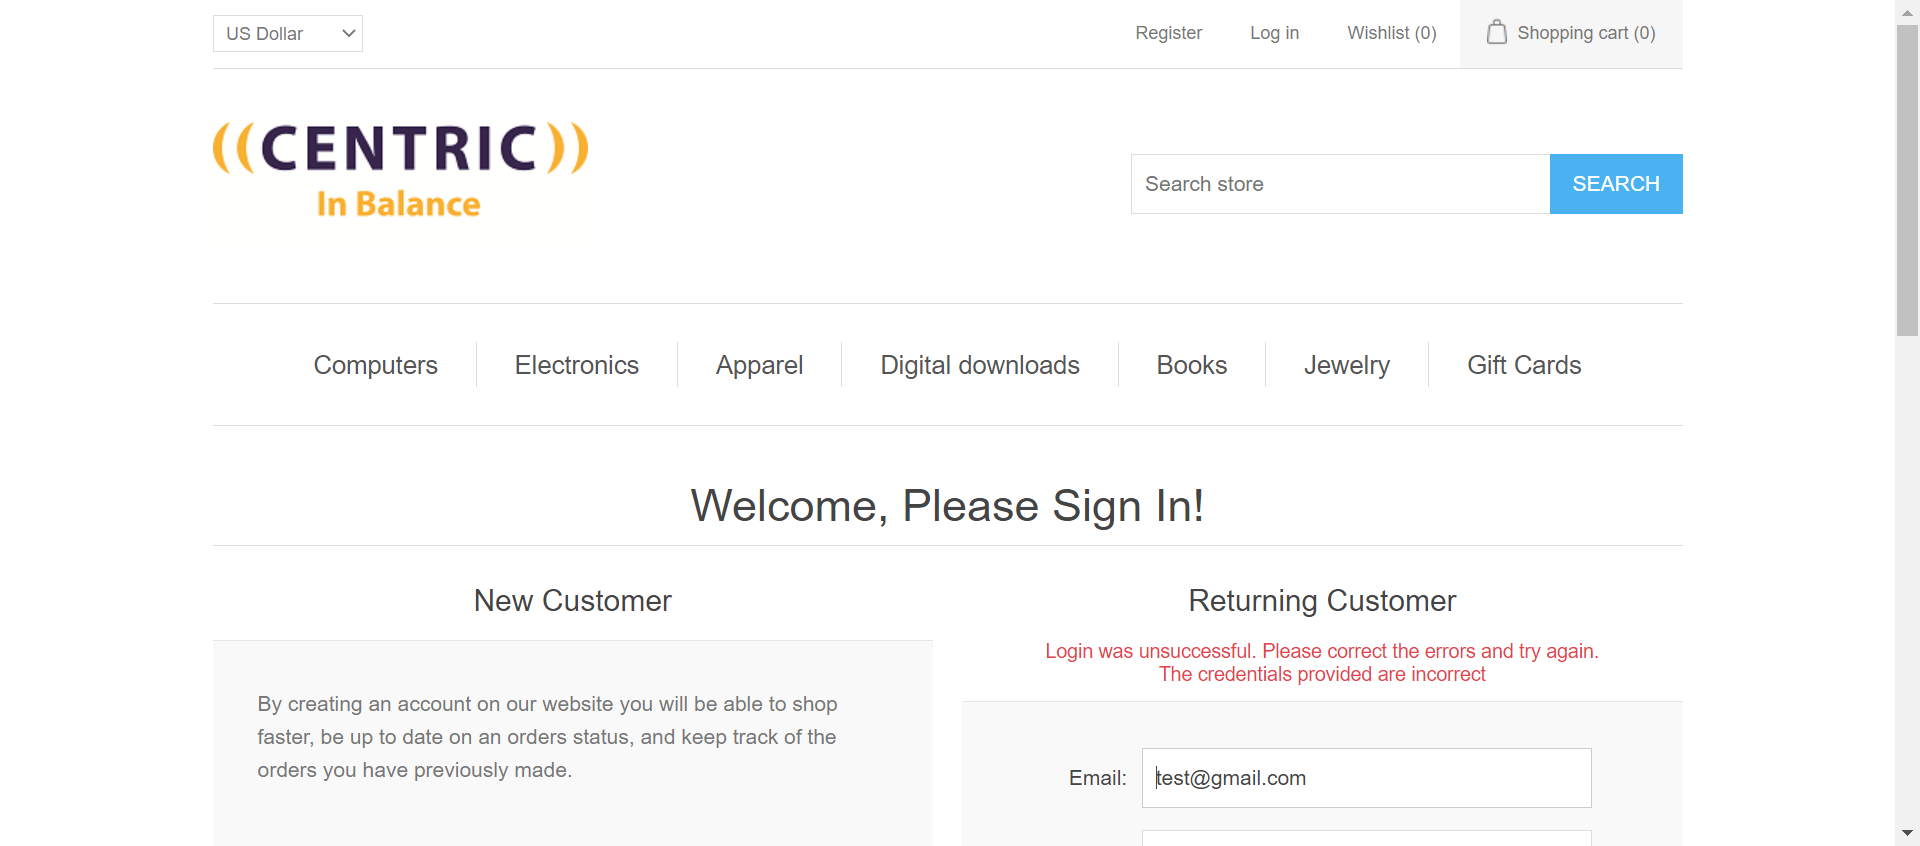 US Dollar
Register
Log in
Wishlist (0)
Shopping cart (0)
((CENTRIC))
In Balance
Search store
SEARCH
Computers
Electronics
Apparel
Digital downloads
Books
Jewelry
Gift Cards
Welcome, Please Sign In!
New Customer
By creating an account on our website you will be able to shop
faster, be up to date on an orders status, and keep track of the
orders you have previously made.
Returning Customer
Login was unsuccessful. Please correct the errors and try again.
The credentials provided are incorrect
Email:
test@gmail.com